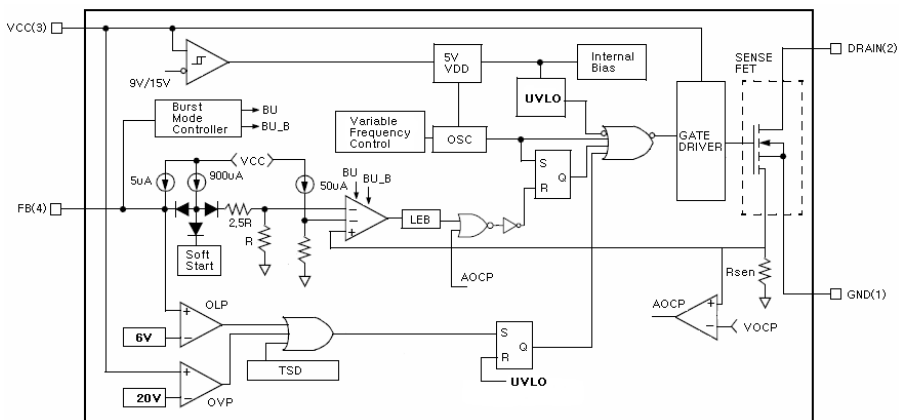 VCC(3)
DRAIN(2)
SENSE
FET
9V/15V
5V
VDD
Internal
Bias
UVLO
Burst
Mode
Controller
BU
BU_B
Variable
Frequency
Control
OSC
GATE
DRIVER
VCC
5uA
900uA
50uA
BU
BU_B
S
Q
R
FB(4)
2.5R
R
LEB
Soft
Start
AOCP
Rsen
AOCP
VOCP
GND(1)
OLP
6V
TSD
S
Q
R
UVLO
20V
OVP
+
−
+
−
−
−
+
+
−